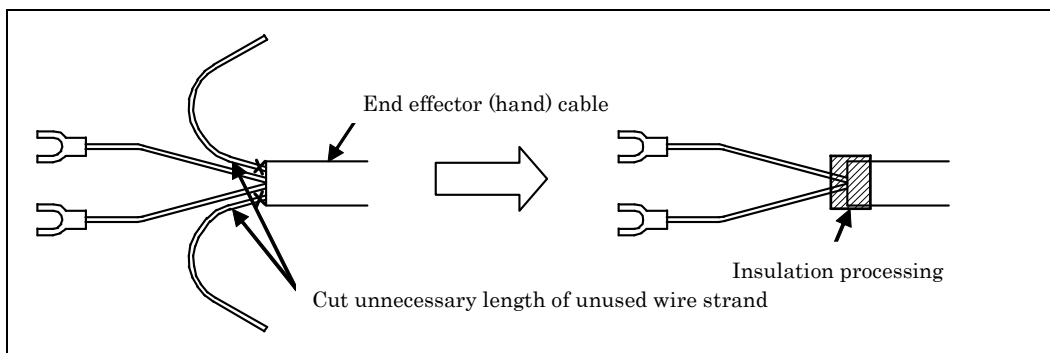 End effector (hand) cable
Insulation processing
Cut unnecessary length of unused wire strand